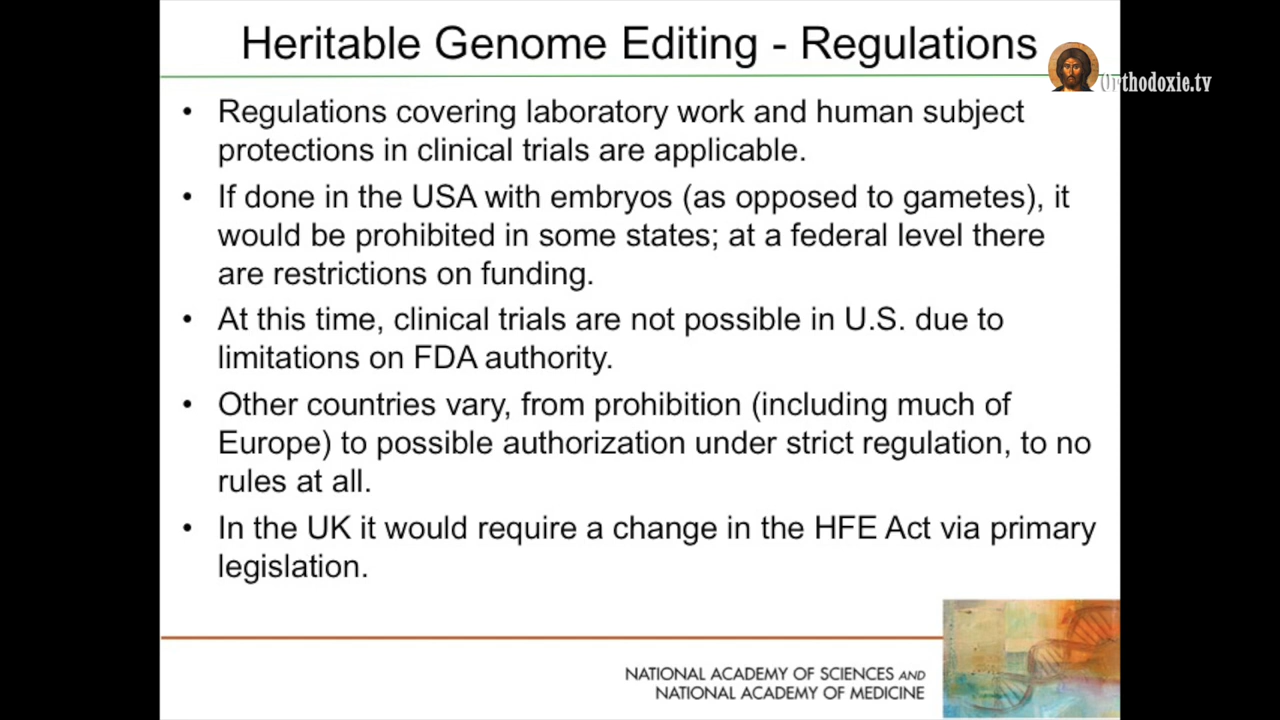 Heritable Genome Editing - Regulations
Orthodoxie.tv
• Regulations covering laboratory work and human subject
protections in clinical trials are applicable.
• If done in the USA with embryos (as opposed to gametes), it
would be prohibited in some states; at a federal level there
are restrictions on funding.
• At this time, clinical trials are not possible in U.S. due to
limitations on FDA authority.
• Other countries vary, from prohibition (including much of
Europe) to possible authorization under strict regulation, to no
rules at all.
• In the UK it would require a change in the HFE Act via primary
legislation.
NATIONAL ACADEMY OF SCIENCES AND
NATIONAL ACADEMY OF MEDICINE